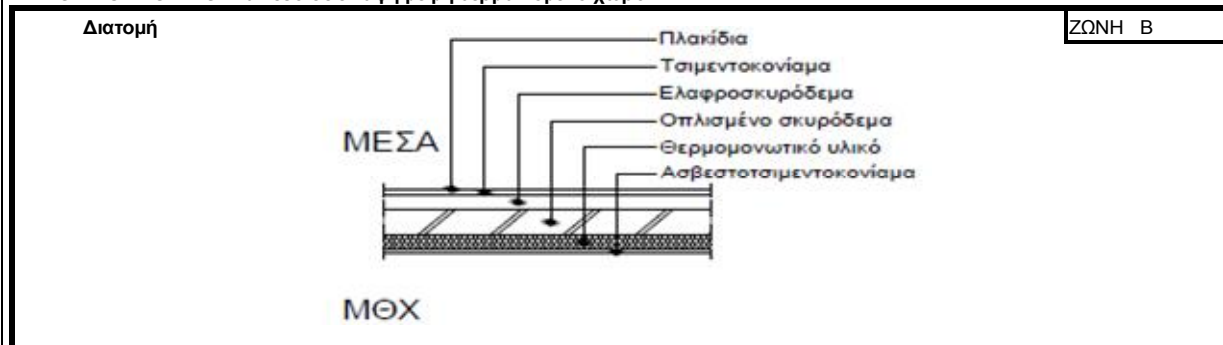 Διατομή
ΖΩΝΗ Β
Πλακίδια
Τσιμεντοκονίαμα
Ελαφροσκυρόδεμα
Οπλισμένο σκυρόδεμα
Θερμομονωτικό υλικό
Ασβεστοτσιμεντοκονίαμα
ΜΕΣΑ
ΜΘΧ